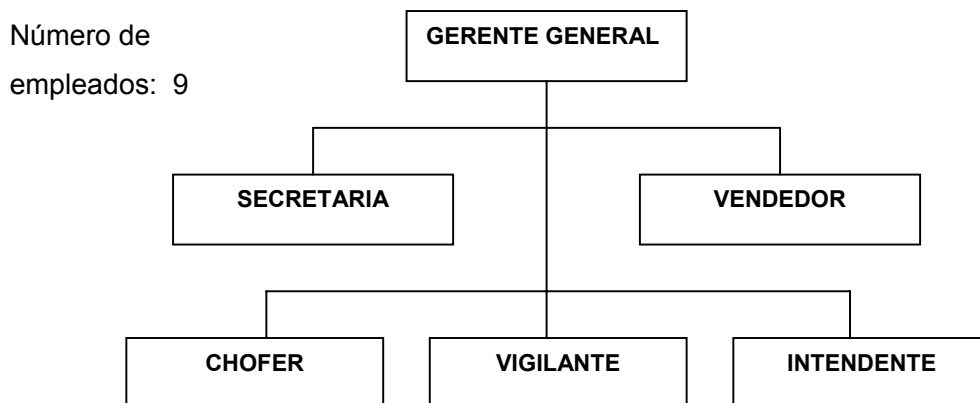 Número de
empleados: 9
GERENTE GENERAL
SECRETARIA
VENDEDOR
CHOFER
VIGILANTE
INTENDENTE